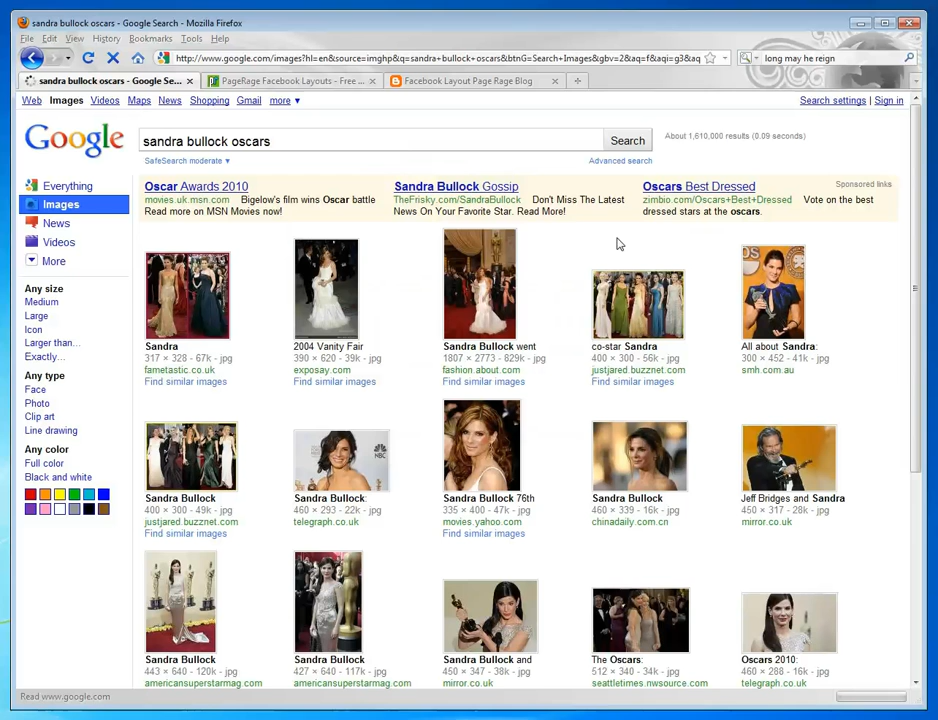 sandra bullock oscars - Google Search - Mozilla Firefox
File Edit View History Bookmarks Tools Help
http://www.google.com/images?hl=en&source=imghp&q=sandra+bullock+oscars&btnG=Search+Images&gbv=2&aq=f&aqi=g3&aq
long may he reign
sandra bullock oscars - Google Se...
PageRage Facebook Layouts - Free ...
Facebook Layout Page Rage Blog
Web Images Videos Maps News Shopping Gmail more ▼
Search settings | Sign in
Google
sandra bullock oscars
Search
About 1,610,000 results (0.09 seconds)
SafeSearch moderate ▼
Advanced search
Everything
Images
News
Videos
More
Any size
Medium
Large
Icon
Larger than...
Exactly...
Any type
Face
Photo
Clip art
Line drawing
Any color
Full color
Black and white
Oscar Awards 2010
movies.uk.msn.com Bigelow's film wins Oscar battle
Read more on MSN Movies now!
Sandra Bullock Gossip
TheFrisky.com/SandraBullock Don't Miss The Latest
News On Your Favorite Star. Read More!
Oscars Best Dressed
zimbio.com/Oscars+Best+Dressed Vote on the best
dressed stars at the oscars.
Sponsored links
Sandra
317 × 328 - 67k - jpg
fametastic.co.uk
Find similar images
2004 Vanity Fair
390 × 620 - 39k - jpg
exposay.com
Find similar images
Sandra Bullock went
1807 × 2773 - 829k - jpg
fashion.about.com
Find similar images
co-star Sandra
400 × 300 - 56k - jpg
justjared.buzznet.com
Find similar images
All about Sandra:
300 × 452 - 41k - jpg
smh.com.au
Sandra Bullock
400 × 300 - 49k - jpg
justjared.buzznet.com
Find similar images
NBC
Sandra Bullock:
460 × 293 - 22k - jpg
telegraph.co.uk
Sandra Bullock 76th
335 × 400 - 47k - jpg
movies.yahoo.com
Find similar images
Sandra Bullock
460 × 339 - 16k - jpg
chinadaily.com.cn
Jeff Bridges and Sandra
450 × 317 - 28k - jpg
mirror.co.uk
Sandra Bullock
443 × 640 - 120k - jpg
americansuperstarmag.com
Sandra Bullock
427 × 640 - 117k - jpg
americansuperstarmag.com
Sandra Bullock and
450 × 347 - 38k - jpg
mirror.co.uk
The Oscars:
512 × 340 - 34k - jpg
seattletimes.nwsource.com
Oscars 2010:
460 × 288 - 17k - jpg
telegraph.co.uk
Read www.google.com